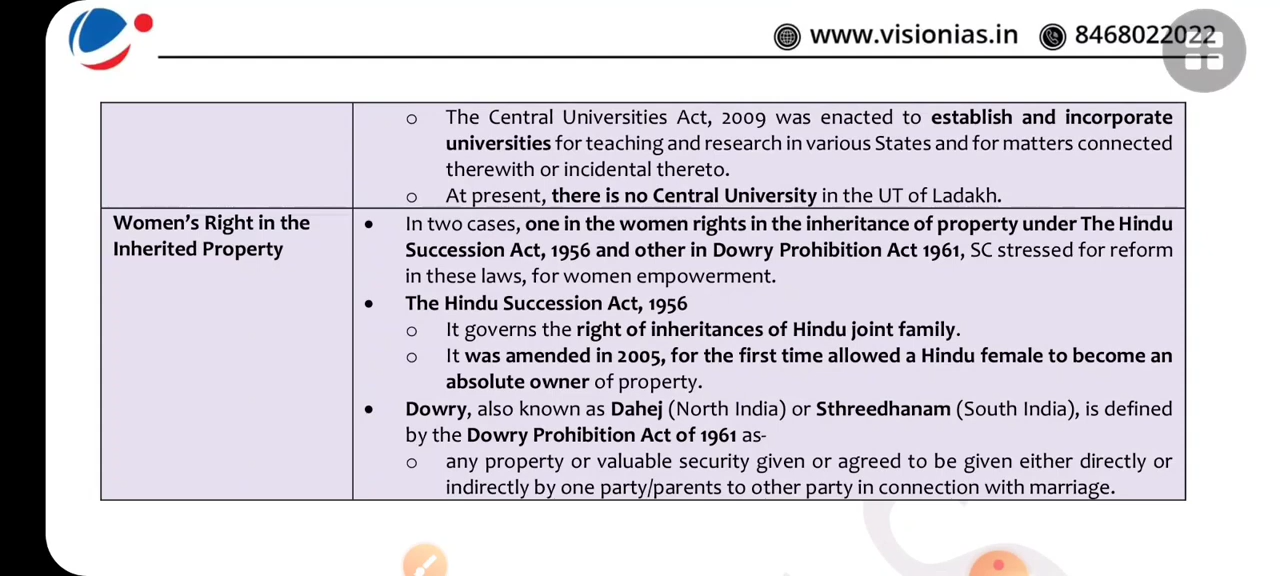 www.visionias.in 8468022022
o The Central Universities Act, 2009 was enacted to establish and incorporate
universities for teaching and research in various States and for matters connected
therewith or incidental thereto.
o At present, there is no Central University in the UT of Ladakh.
Women's Right in the
Inherited Property
• In two cases, one in the women rights in the inheritance of property under The Hindu
Succession Act, 1956 and other in Dowry Prohibition Act 1961, SC stressed for reform
in these laws, for women empowerment.
• The Hindu Succession Act, 1956
o It governs the right of inheritances of Hindu joint family.
o It was amended in 2005, for the first time allowed a Hindu female to become an
absolute owner of property.
• Dowry, also known as Dahej (North India) or Sthreedhanam (South India), is defined
by the Dowry Prohibition Act of 1961 as-
o any property or valuable security given or agreed to be given either directly or
indirectly by one party/parents to other party in connection with marriage.